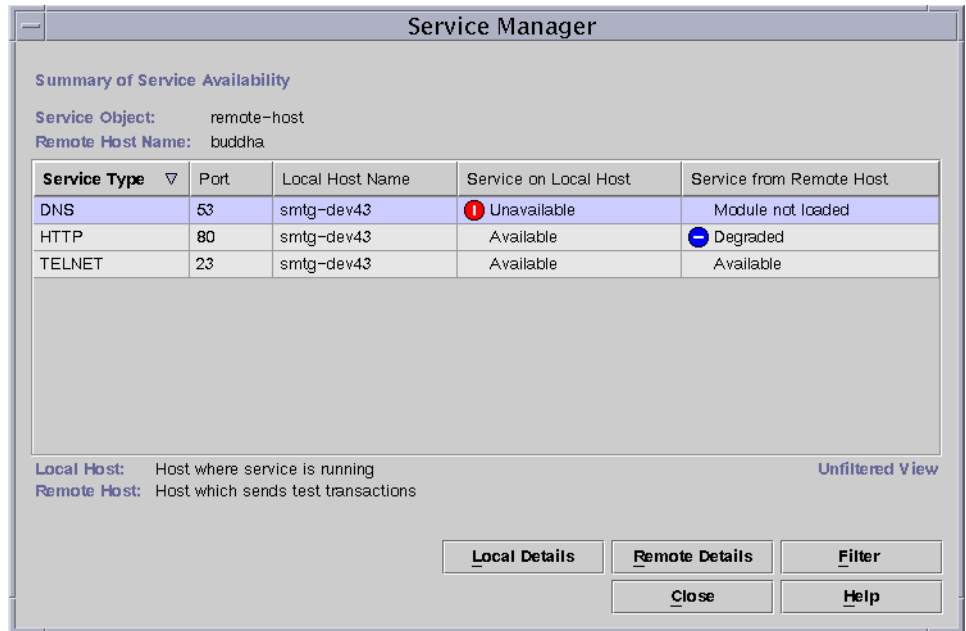 Service Manager
Summary of Service Availability
Service Object: remote-host
Remote Host Name: buddha
Service Type Port Local Host Name Service on Local Host Service from Remote Host
DNS 53 smtg-dev43 Unavailable Module not loaded
HTTP 80 smtg-dev43 Available Degraded
TELNET 23 smtg-dev43 Available Available
Local Host: Host where service is running Unfiltered View
Remote Host: Host which sends test transactions
Local Details Remote Details Filter
Close Help